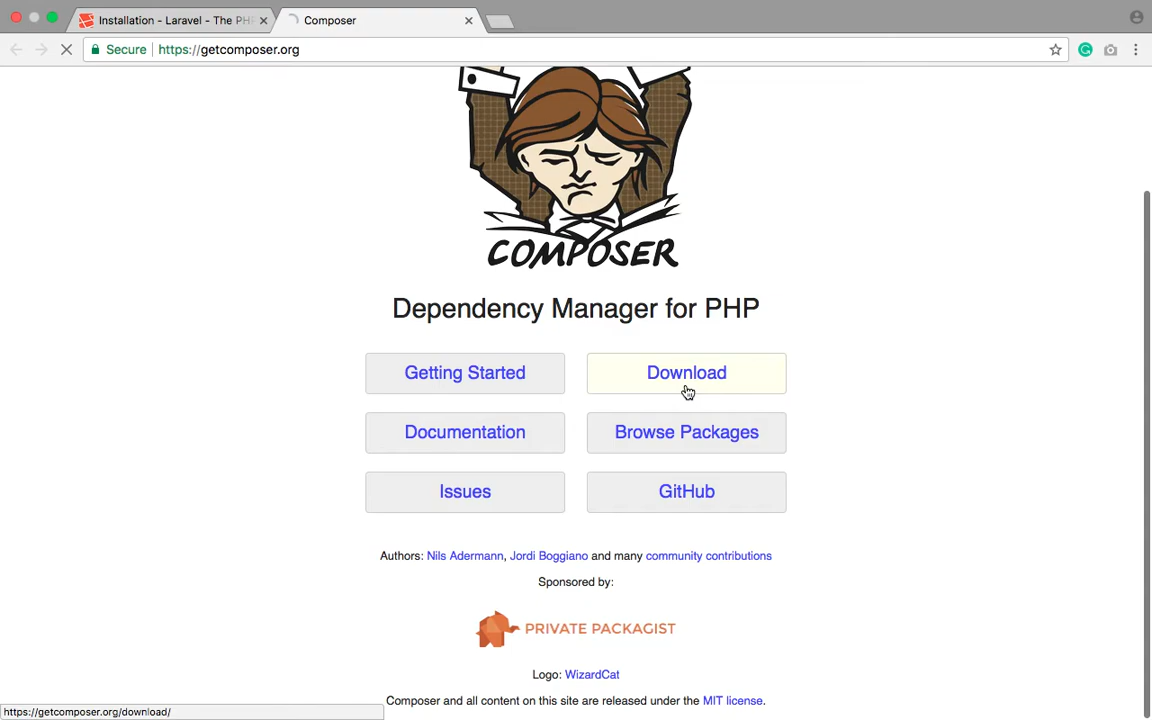 Installation - Laravel - The PH
Composer
Secure https://getcomposer.org
COMPOSER
Dependency Manager for PHP
Getting Started Download
Documentation Browse Packages
Issues GitHub
Authors: Nils Adermann, Jordi Boggiano and many community contributions
Sponsored by:
PRIVATE PACKAGIST
Logo: WizardCat
Composer and all content on this site are released under the MIT license.
https://getcomposer.org/download/